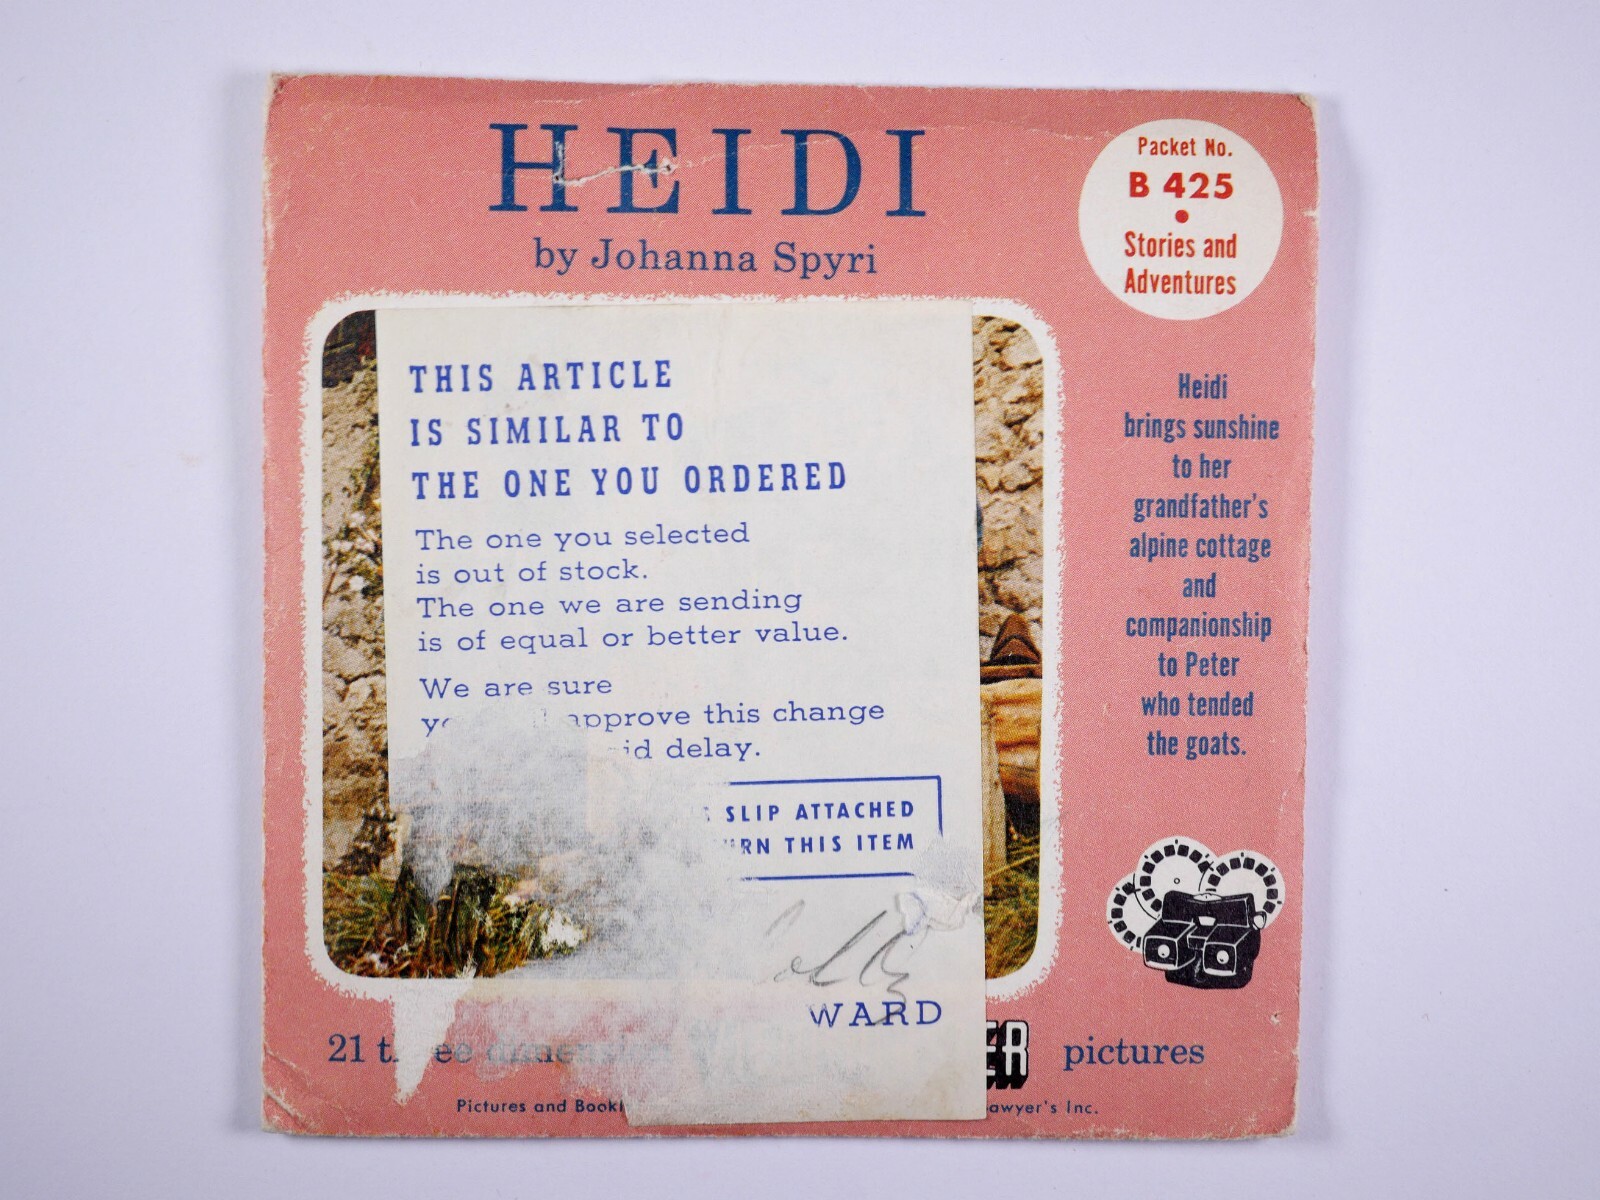 HEIDI
by Johanna Spyri
Packet No.
B 425
Stories and
Adventures
THIS ARTICLE
IS SIMILAR TO
THE ONE YOU ORDERED
The one you selected
is out of stock.
The one we are sending
is of equal or better value.
We are sure
approve this change
delay.
SLIP ATTACHED
THIS ITEM
WARD
Heidi
brings sunshine
to her
grandfather's
alpine cottage
and
companionship
to Peter
who tended
the goats.
21 three dimension pictures
Pictures and Inc.